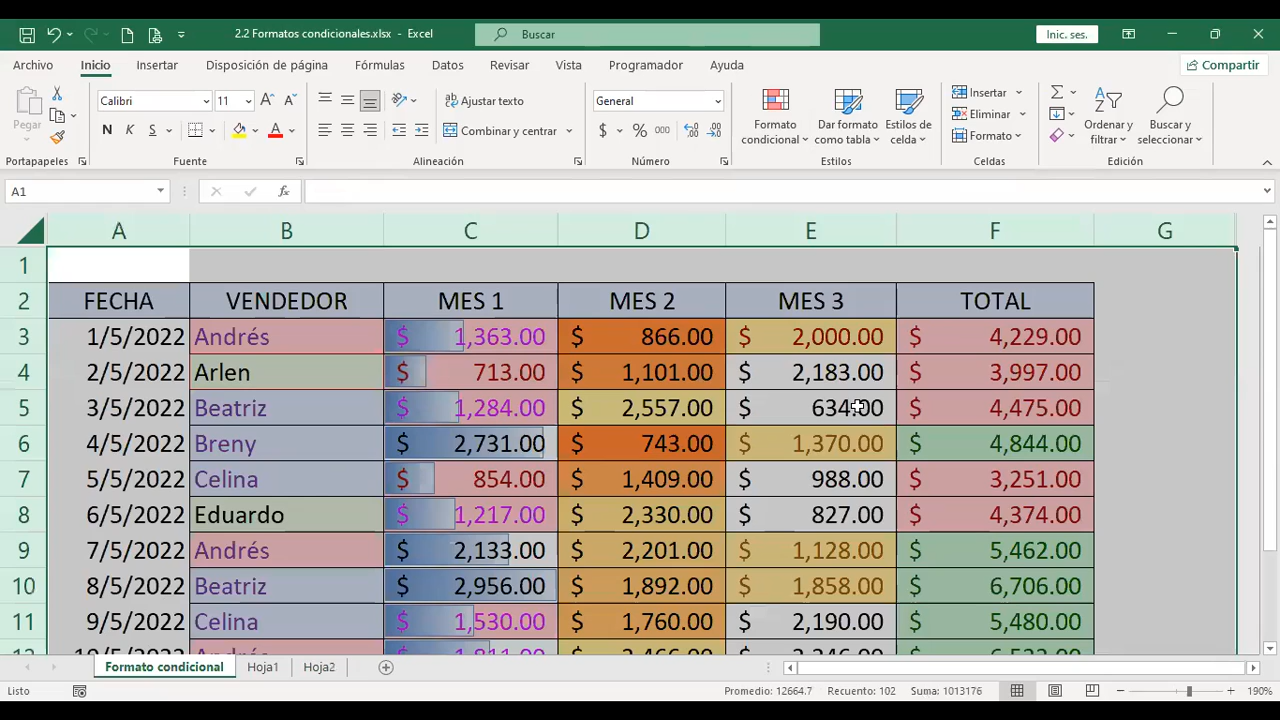 2.2 Formatos condicionales.xlsx - Excel
Buscar
Inic. ses.
Archivo Inicio Insertar Disposición de página Fórmulas Datos Revisar Vista Programador Ayuda Compartir
Pegar
Calibri 11
N K S
Ajustar texto
Combinar y centrar
General
$ % 000
Formato condicional
Dar formato como tabla
Estilos de celda
Insertar
Eliminar
Formato
Ordenar y filtrar
Buscar y seleccionar
Portapapeles Fuente Alineación Número Estilos Celdas Edición
A1 fx
A B C D E F G
1
2 FECHA VENDEDOR MES 1 MES 2 MES 3 TOTAL
3 1/5/2022 Andrés $ 1,363.00 $ 866.00 $ 2,000.00 $ 4,229.00
4 2/5/2022 Arlen $ 713.00 $ 1,101.00 $ 2,183.00 $ 3,997.00
5 3/5/2022 Beatriz $ 1,284.00 $ 2,557.00 $ 634.00 $ 4,475.00
6 4/5/2022 Breny $ 2,731.00 $ 743.00 $ 1,370.00 $ 4,844.00
7 5/5/2022 Celina $ 854.00 $ 1,409.00 $ 988.00 $ 3,251.00
8 6/5/2022 Eduardo $ 1,217.00 $ 2,330.00 $ 827.00 $ 4,374.00
9 7/5/2022 Andrés $ 2,133.00 $ 2,201.00 $ 1,128.00 $ 5,462.00
10 8/5/2022 Beatriz $ 2,956.00 $ 1,892.00 $ 1,858.00 $ 6,706.00
11 9/5/2022 Celina $ 1,530.00 $ 1,760.00 $ 2,190.00 $ 5,480.00
Formato condicional Hoja1 Hoja2
Listo Promedio: 12664.7 Recuento: 102 Suma: 1013176 190%